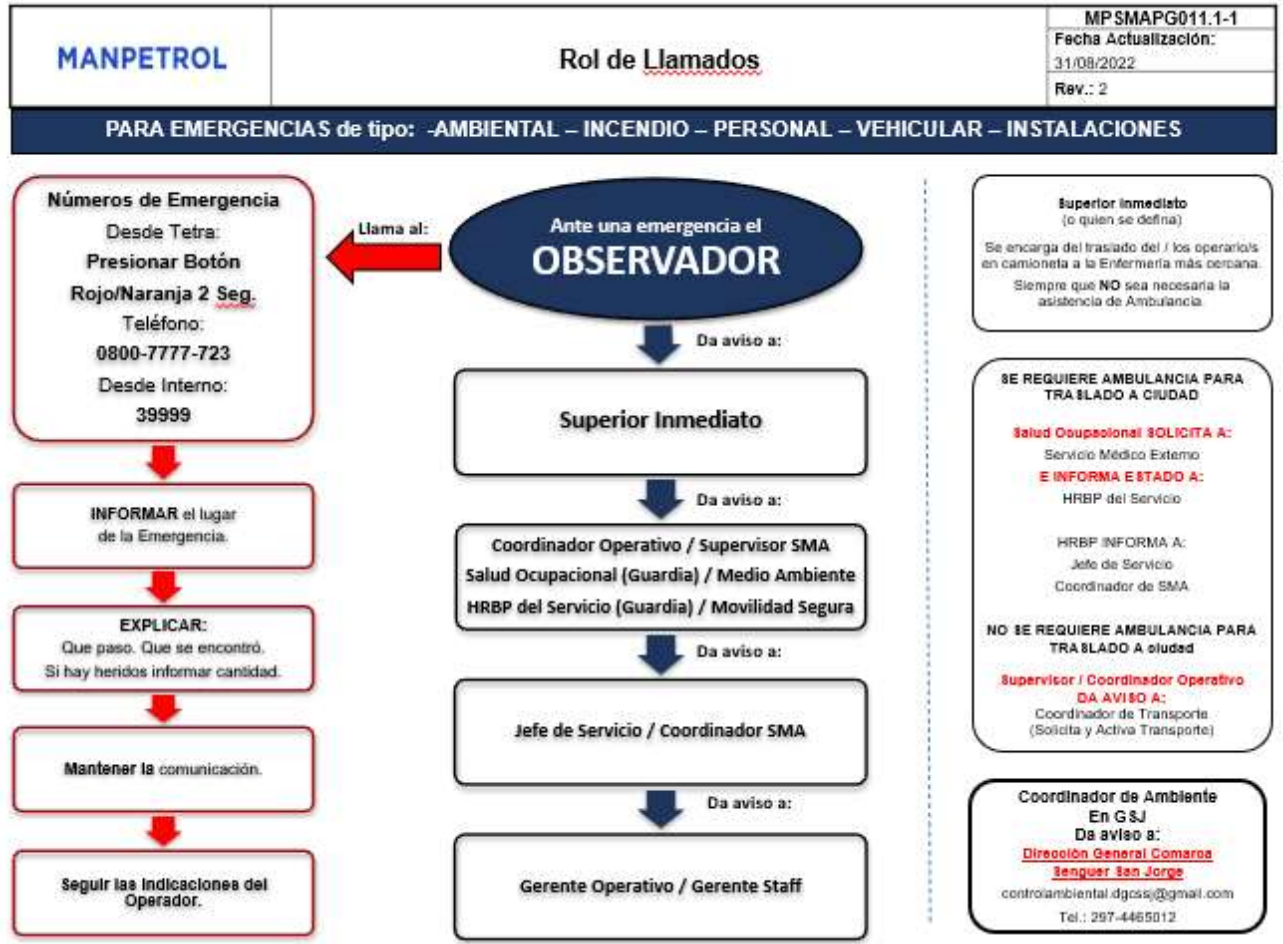 MANPETROL
Rol de Llamados
MPSMAPG011.1-1
Fecha Actualización:
31/08/2022
Rev.: 2
PARA EMERGENCIAS de tipo: -AMBIENTAL – INCENDIO – PERSONAL – VEHICULAR – INSTALACIONES
Números de Emergencia
Desde Tetra:
Presionar Botón
Rojo/Naranja 2 Seg.
Teléfono:
0800-7777-723
Desde Interno:
39999
INFORMAR el lugar
de la Emergencia.
EXPLICAR:
Que paso. Que se encontró.
Si hay heridos informar cantidad.
Mantener la comunicación.
Seguir las Indicaciones del
Operador.
Llama al:
Ante una emergencia el
OBSERVADOR
Da aviso a:
Superior Inmediato
Da aviso a:
Coordinador Operativo / Supervisor SMA
Salud Ocupacional (Guardia) / Medio Ambiente
HRBP del Servicio (Guardia) / Movilidad Segura
Da aviso a:
Jefe de Servicio / Coordinador SMA
Da aviso a:
Gerente Operativo / Gerente Staff
Superior Inmediato
(o quien se defina)
Se encarga del traslado del / los operario/s
en camioneta a la Enfermería más cercana.
Siempre que NO sea necesaria la
asistencia de Ambulancia
SE REQUIERE AMBULANCIA PARA
TRASLADO A CIUDAD
Salud Ocupacional SOLICITA A:
Servicio Médico Externo
E INFORMA ESTADO A:
HRBP del Servicio
HRBP INFORMA A:
Jefe de Servicio
Coordinador de SMA
NO SE REQUIERE AMBULANCIA PARA
TRASLADO A ciudad
Supervisor / Coordinador Operativo
DA AVISO A:
Coordinador de Transporte
(Solicita y Activa Transporte)
Coordinador de Ambiente
En GSJ
Da aviso a:
Dirección General Comarca
Senguer San Jorge
controlambiental.dgcssj@gmail.com
Tel.: 297-4465012